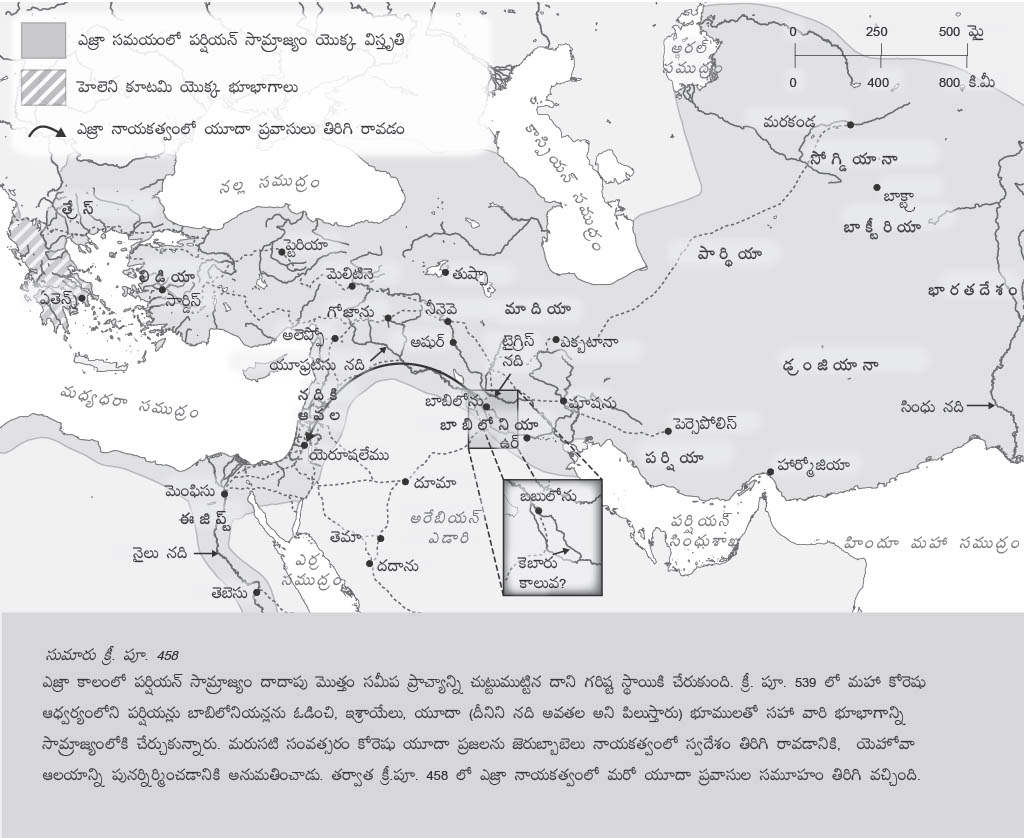 ఎజ్రా సమయంలో పర్షియన్ సామ్రాజ్యం యొక్క విస్తృతి
హెలెని కూటమి యొక్క భూభాగాలు
ఎజ్రా నాయకత్వంలో యూదా ప్రవాసులు తిరిగి రావడం
0 250 500 మై
0 400 800 కి.మీ
అరల్
సముద్రం
కాస్పియన్ సముద్రం
నల్ల సముద్రం
మరకండ
సోగ్డియానా
బాక్ట్రా
బాక్టీరియా
త్రేస్
ప్టెరియా
పార్థియా
లిడియా
మెలిటినె
తుష్పా
ఏతెన్స్
సార్డిస్
గోజాను
నీనెవె
మాదియా
భారతదేశం
అలెప్పో
అషుర్
టైగ్రిస్
నది
ఎక్బటానా
యూఫ్రటిసు నది
డ్రంజియానా
మధ్యధరా సముద్రం
నదికి
ఆవల
బాబిలోను
షూషను
సింధు నది
బాబిలోనియా
ఉర్
పెర్సెపోలిస్
యెరూషలేము
పర్షియా
హార్మోజియా
మెంఫిసు
దూమా
బబులోను
ఈజిప్ట్
అరేబియన్
ఎడారి
పర్షియన్
సింధుశాఖ
తెమా
హిందూ మహా సముద్రం
నైలు నది
ఎర్ర
సముద్రం
దదాను
కెబారు
కాలువ?
తెబెసు
సుమారు క్రీ. పూ. 458
ఎజ్రా కాలంలో పర్షియన్ సామ్రాజ్యం దాదాపు మొత్తం సమీప ప్రాచ్యాన్ని చుట్టుముట్టిన దాని గరిష్ట స్థాయికి చేరుకుంది. క్రీ. పూ. 539 లో మహా కోరెషు
ఆధ్వర్యంలోని పర్షియన్లు బాబిలోనియన్లను ఓడించి, ఇశ్రాయేలు, యూదా (దీనిని నది అవతల అని పిలుస్తారు) భూములతో సహా వారి భూభాగాన్ని
సామ్రాజ్యంలోకి చేర్చుకున్నారు. మరుసటి సంవత్సరం కోరెషు యూదా ప్రజలను జెరుబ్బాబెలు నాయకత్వంలో స్వదేశం తిరిగి రావడానికి, యెహోవా
ఆలయాన్ని పునర్నిర్మించడానికి అనుమతించాడు. తర్వాత క్రీ.పూ. 458 లో ఎజ్రా నాయకత్వంలో మరో యూదా ప్రవాసుల సమూహం తిరిగి వచ్చింది.